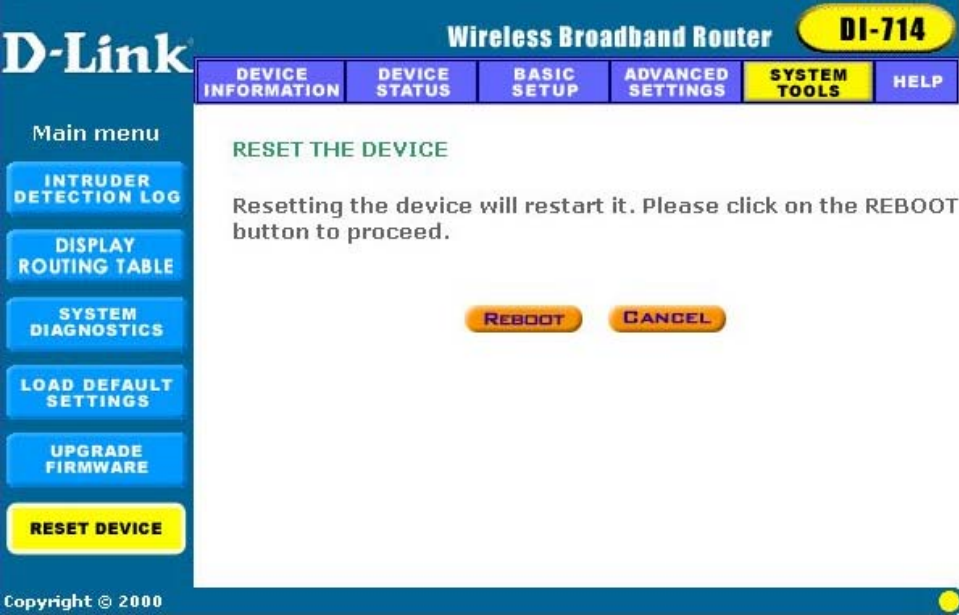 D-Link
Wireless Broadband Router
DI-714
DEVICE INFORMATION
DEVICE STATUS
BASIC SETUP
ADVANCED SETTINGS
SYSTEM TOOLS
HELP
Main menu
INTRUDER
DETECTION LOG
DISPLAY
ROUTING TABLE
SYSTEM
DIAGNOSTICS
LOAD DEFAULT
SETTINGS
UPGRADE
FIRMWARE
RESET DEVICE
RESET THE DEVICE
Resetting the device will restart it. Please click on the REBOOT
button to proceed.
REBOOT
CANCEL
Copyright © 2000